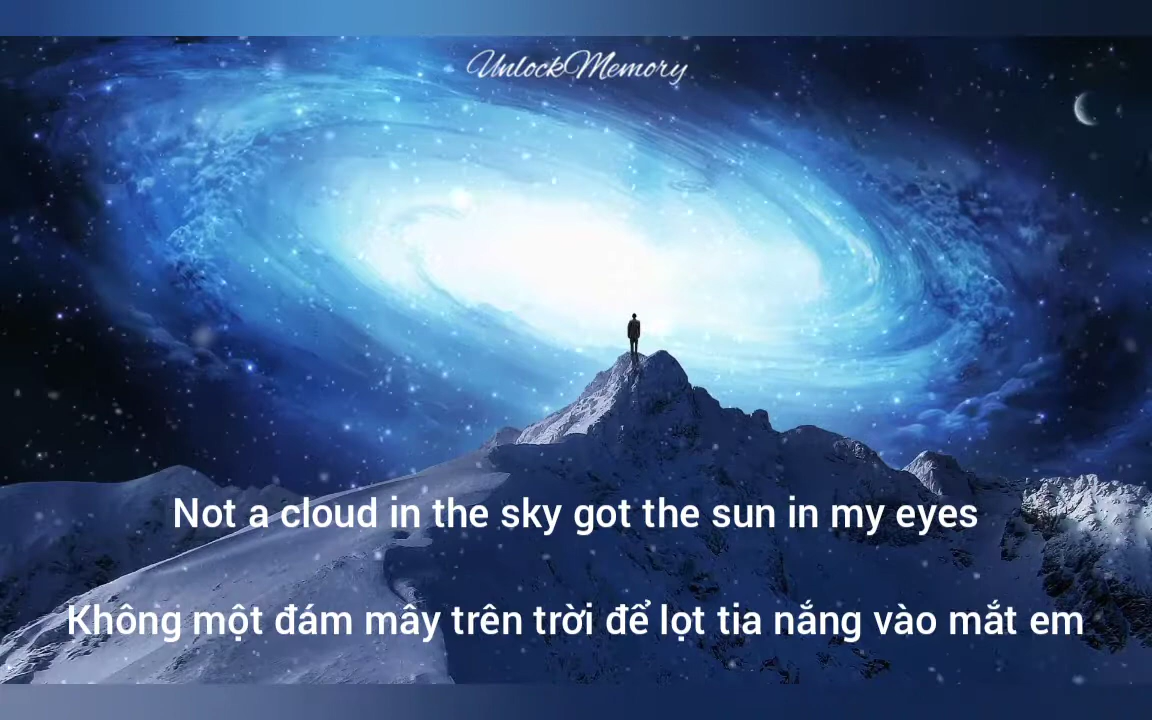 UnlockMemory
Not a cloud in the sky got the sun in my eyes
Không một đám mây trên trời để lọt tia nắng vào mắt em